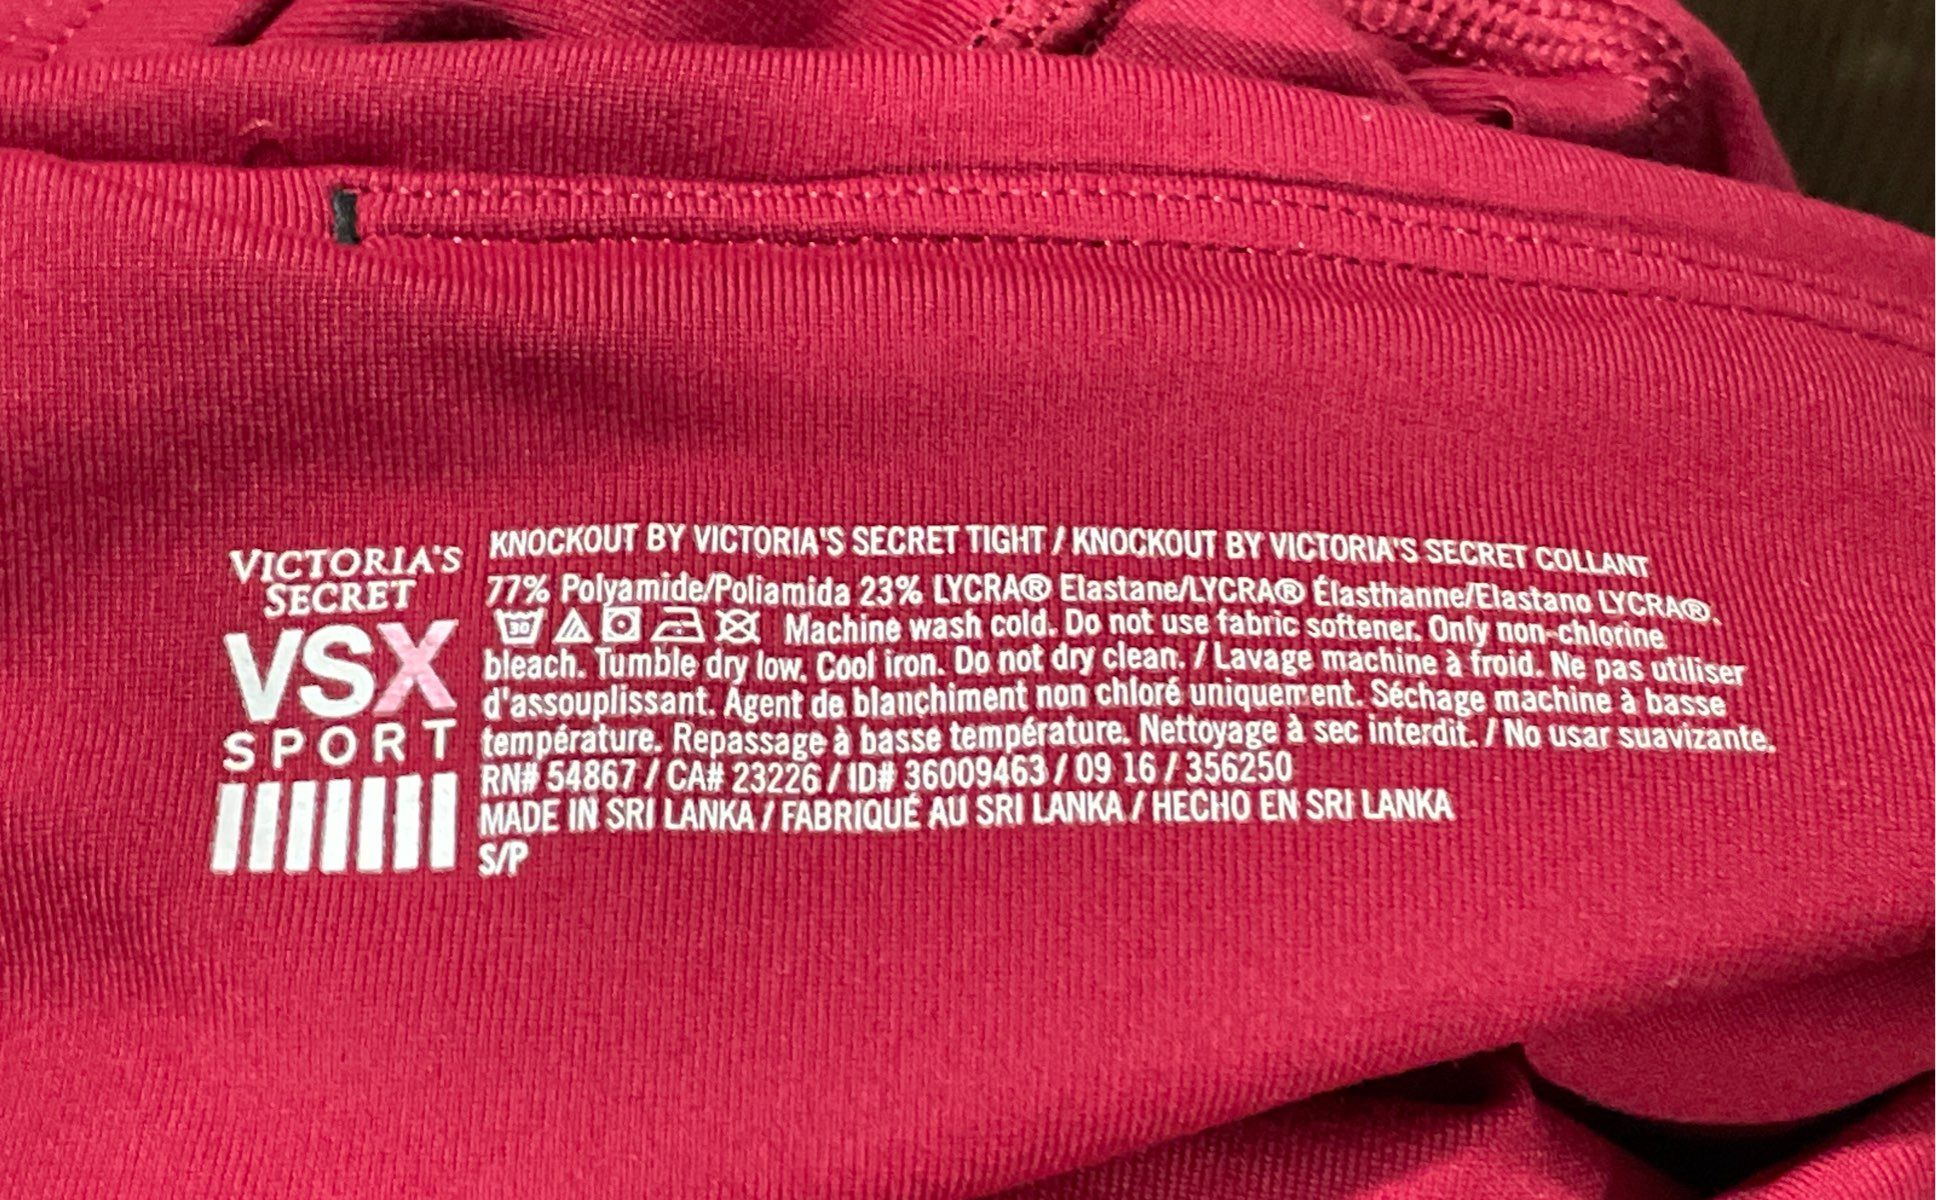 VICTORIA'S
SECRET
VSX
SPORT
KNOCKOUT BY VICTORIA'S SECRET TIGHT / KNOCKOUT BY VICTORIA'S SECRET COLLANT
77% Polyamide/Poliamida 23% LYCRA® Elastane/LYCRA® Élasthanne/Elastano LYCRA®.
30 Machine wash cold. Do not use fabric softener. Only non-chlorine
bleach. Tumble dry low. Cool iron. Do not dry clean. / Lavage machine à froid. Ne pas utiliser
d'assouplissant. Agent de blanchiment non chloré uniquement. Séchage machine à basse
température. Repassage à basse température. Nettoyage à sec interdit. / No usar suavizante.
RN# 54867 / CA# 23226 / ID# 36009463 / 09 16 / 356250
MADE IN SRI LANKA / FABRIQUÉ AU SRI LANKA / HECHO EN SRI LANKA
S/P